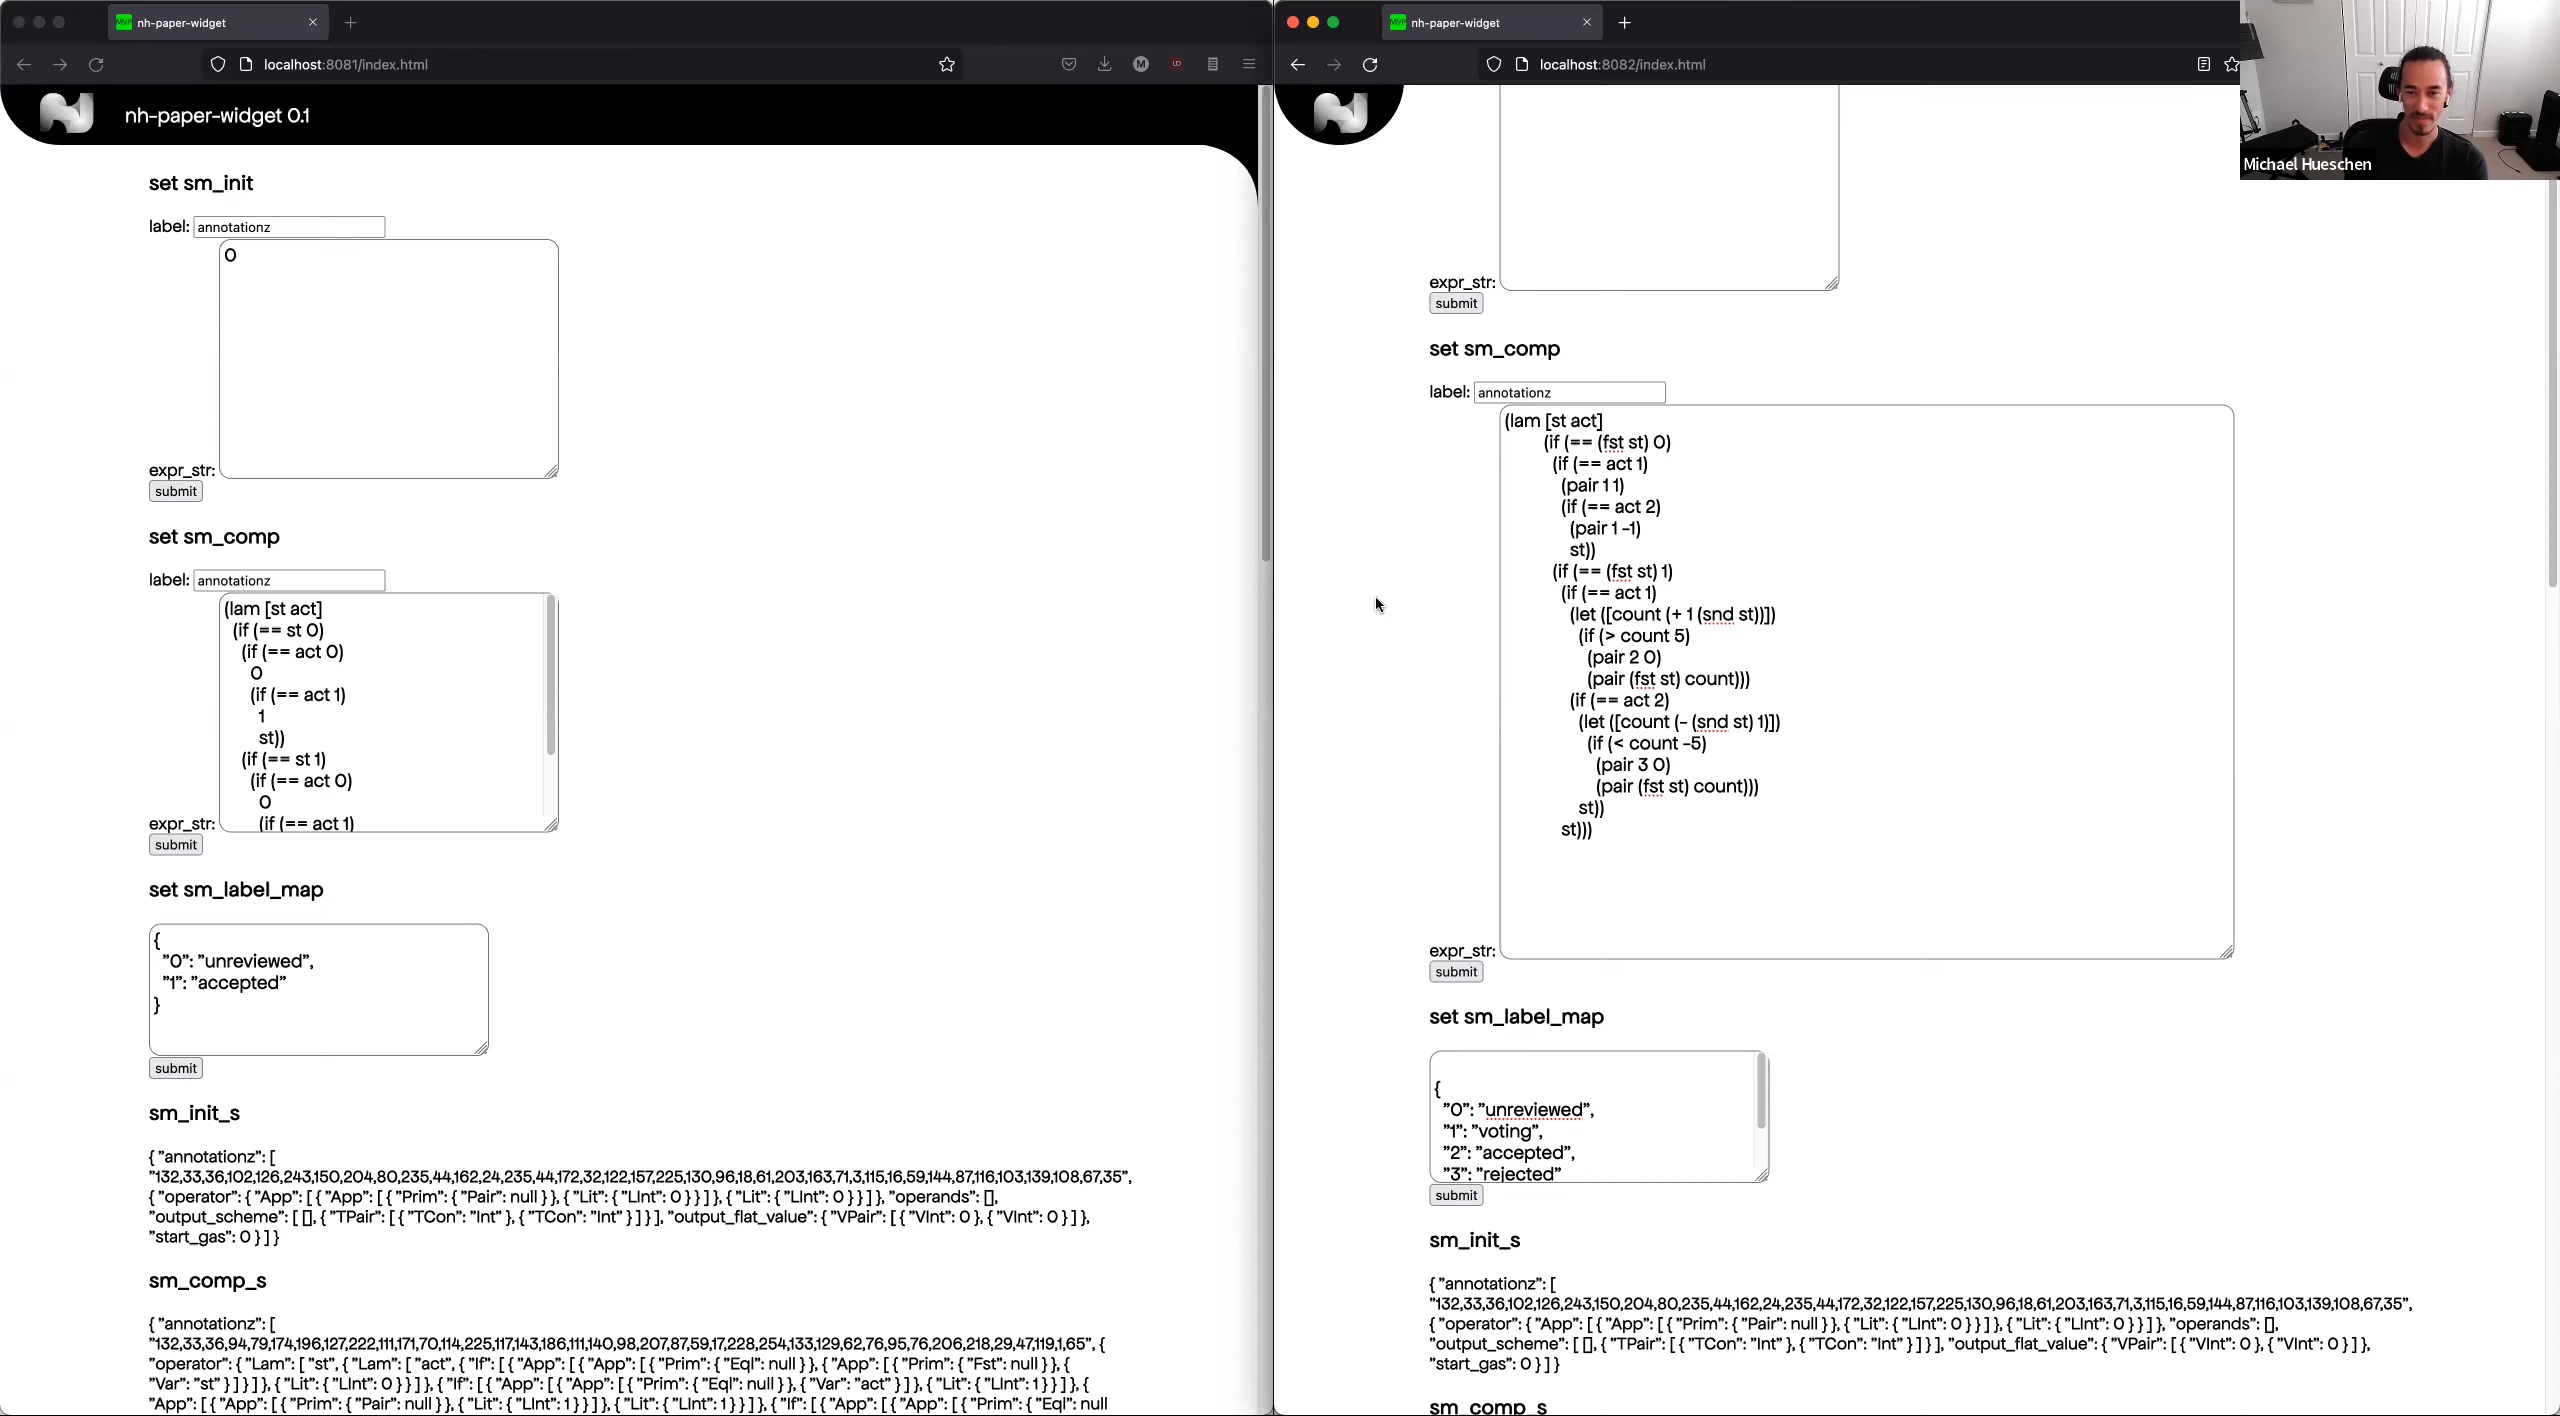 nh-paper-widget
localhost:8081/index.html
nh-paper-widget 0.1
set sm_init
label: annotationz
0
expr_str:
submit
set sm_comp
label: annotationz
(lam [st act]
(if (== st 0)
(if (== act 0)
0
(if (== act 1)
1
st))
(if (== st 1)
(if (== act 0)
0
(if (== act 1)
expr_str:
submit
set sm_label_map
{
"0": "unreviewed",
"1": "accepted"
}
submit
sm_init_s
{ "annotationz": [
"132,33,36,102,126,243,150,204,80,235,44,162,24,235,44,172,32,122,157,225,130,96,18,61,203,163,71,3,115,16,59,144,87,116,103,139,108,67,35",
{ "operator": { "App": [ { "App": [ { "Prim": { "Pair": null } }, { "Lit": { "LInt": 0 } } ] }, { "Lit": { "LInt": 0 } } ] }, "operands": [],
"output_scheme": [ [], { "TPair": [ { "TCon": "Int" }, { "TCon": "Int" } ] } ], "output_flat_value": { "VPair": [ { "VInt": 0 }, { "VInt": 0 } ] },
"start_gas": 0 } ] }
sm_comp_s
{ "annotationz": [
"132,33,36,94,79,174,196,127,222,111,171,70,114,225,117,143,186,111,140,98,207,87,59,17,228,254,133,129,62,76,95,76,206,218,29,47,119,1,65", {
"operator": { "Lam": [ "st", { "Lam": [ "act", { "If": [ { "App": [ { "App": [ { "Prim": { "Eql": null } }, { "App": [ { "Prim": { "Fst": null } }, {
"Var": "st" } ] } ] }, { "Lit": { "LInt": 0 } } ] }, { "If": [ { "App": [ { "App": [ { "Prim": { "Eql": null } }, { "Var": "act" } ] }, { "Lit": { "LInt": 1 } } ] }, {
"App": [ { "App": [ { "Prim": { "Pair": null } }, { "Lit": { "LInt": 1 } } ] }, { "Lit": { "LInt": 1 } } ] }, { "If": [ { "App": [ { "App": [ { "Prim": { "Eql": null
nh-paper-widget
localhost:8082/index.html
Michael Hueschen
expr_str:
submit
set sm_comp
label: annotationz
(lam [st act]
(if (== (fst st) 0)
(if (== act 1)
(pair 1 1)
(if (== act 2)
(pair 1 -1)
st))
(if (== (fst st) 1)
(if (== act 1)
(let ([count (+ 1 (snd st))])
(if (> count 5)
(pair 2 0)
(pair (fst st) count)))
(if (== act 2)
(let ([count (- (snd st) 1)])
(if (< count -5)
(pair 3 0)
(pair (fst st) count)))
st))
st)))
expr_str:
submit
set sm_label_map
{
"0": "unreviewed",
"1": "voting",
"2": "accepted",
"3": "rejected"
submit
sm_init_s
{ "annotationz": [
"132,33,36,102,126,243,150,204,80,235,44,162,24,235,44,172,32,122,157,225,130,96,18,61,203,163,71,3,115,16,59,144,87,116,103,139,108,67,35",
{ "operator": { "App": [ { "App": [ { "Prim": { "Pair": null } }, { "Lit": { "LInt": 0 } } ] }, { "Lit": { "LInt": 0 } } ] }, "operands": [],
"output_scheme": [ [], { "TPair": [ { "TCon": "Int" }, { "TCon": "Int" } ] } ], "output_flat_value": { "VPair": [ { "VInt": 0 }, { "VInt": 0 } ] },
"start_gas": 0 } ] }
sm_comp_s